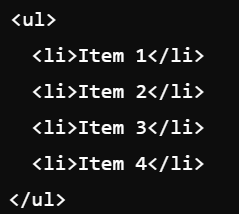 <ul>
  <li>Item 1</li>
  <li>Item 2</li>
  <li>Item 3</li>
  <li>Item 4</li>
</ul>